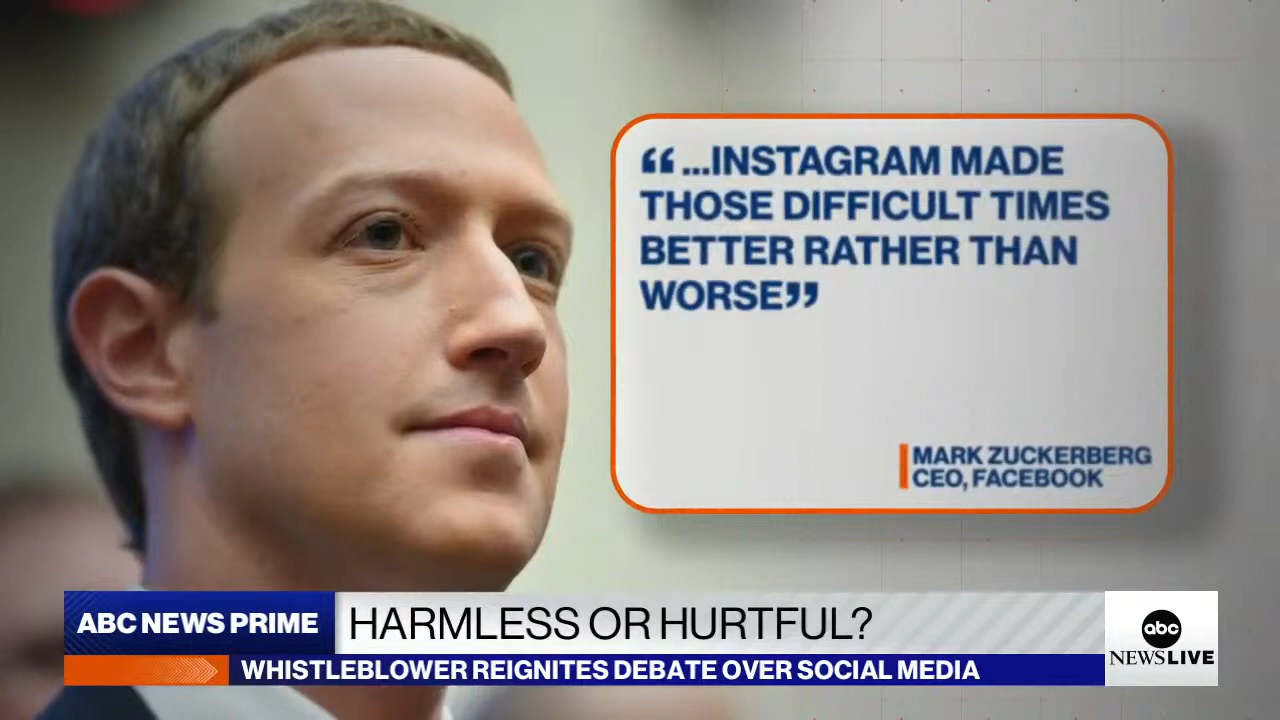 “...INSTAGRAM MADE
THOSE DIFFICULT TIMES
BETTER RATHER THAN
WORSE”
MARK ZUCKERBERG
CEO, FACEBOOK
ABC NEWS PRIME
HARMLESS OR HURTFUL?
WHISTLEBLOWER REIGNITES DEBATE OVER SOCIAL MEDIA
abc
NEWSLIVE